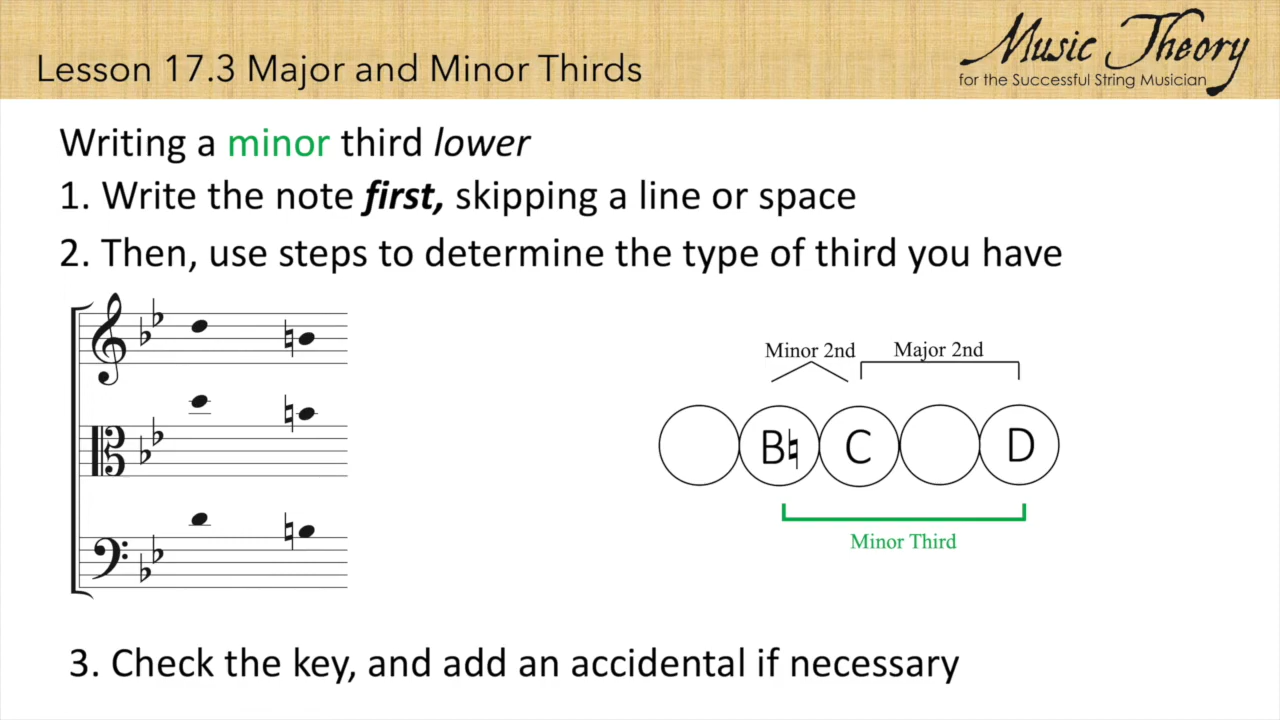 Music Theory
Lesson 17.3 Major and Minor Thirds
for the Successful String Musician
Writing a minor third lower
1. Write the note first, skipping a line or space
2. Then, use steps to determine the type of third you have
Minor 2nd Major 2nd
B♮ C D
Minor Third
3. Check the key, and add an accidental if necessary